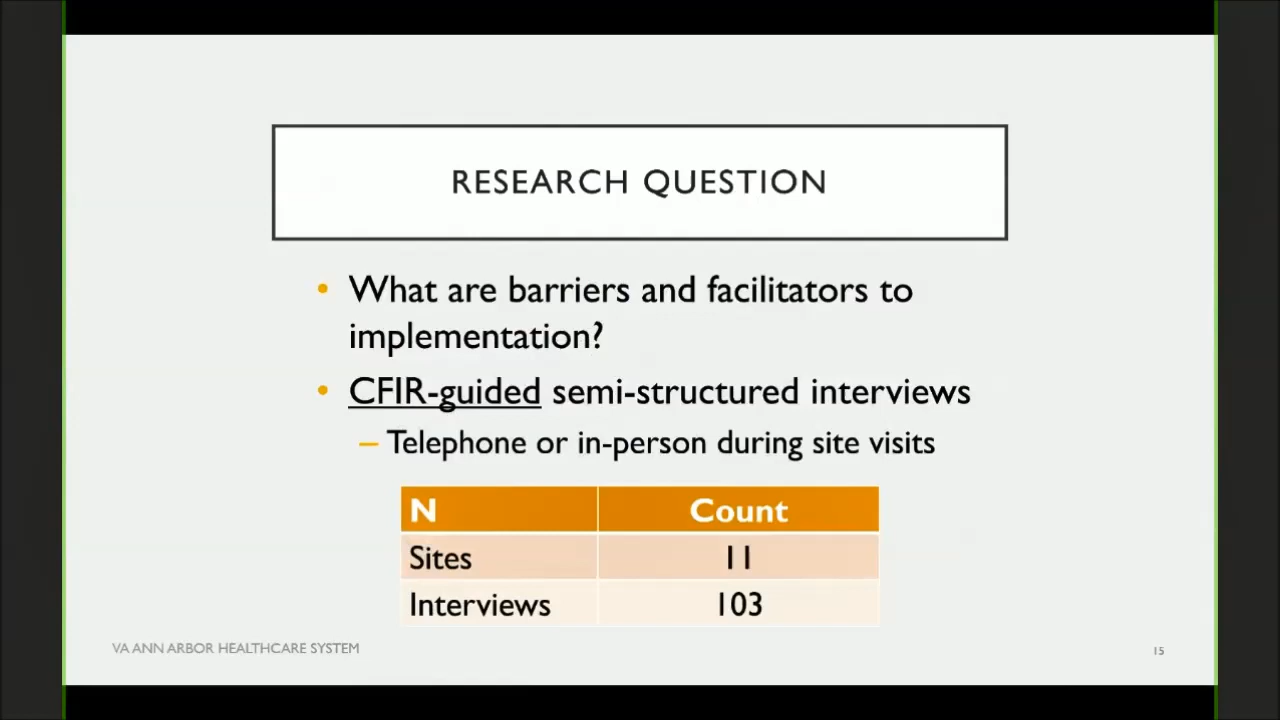 RESEARCH QUESTION
• What are barriers and facilitators to
implementation?
• CFIR-guided semi-structured interviews
– Telephone or in-person during site visits
N Count
Sites 11
Interviews 103
VA ANN ARBOR HEALTHCARE SYSTEM
15